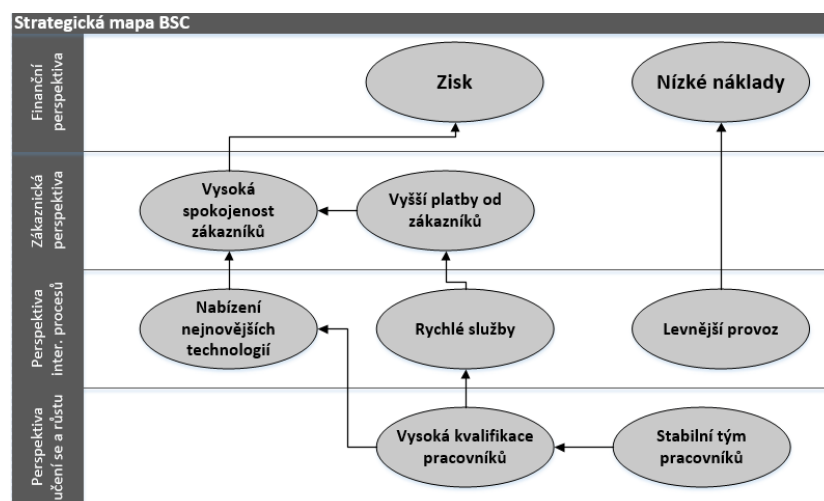 Strategická mapa BSC
Finanční
perspektiva
Zisk
Nízké náklady
Zákaznická
perspektiva
Vysoká
spokojenost
zákazníků
Vyšší platby od
zákazníků
Perspektiva
inter. procesů
Nabízení
nejnovějších
technologií
Rychlé služby
Levnější provoz
Perspektiva
učení se a růstu
Vysoká kvalifikace
pracovníků
Stabilní tým
pracovníků